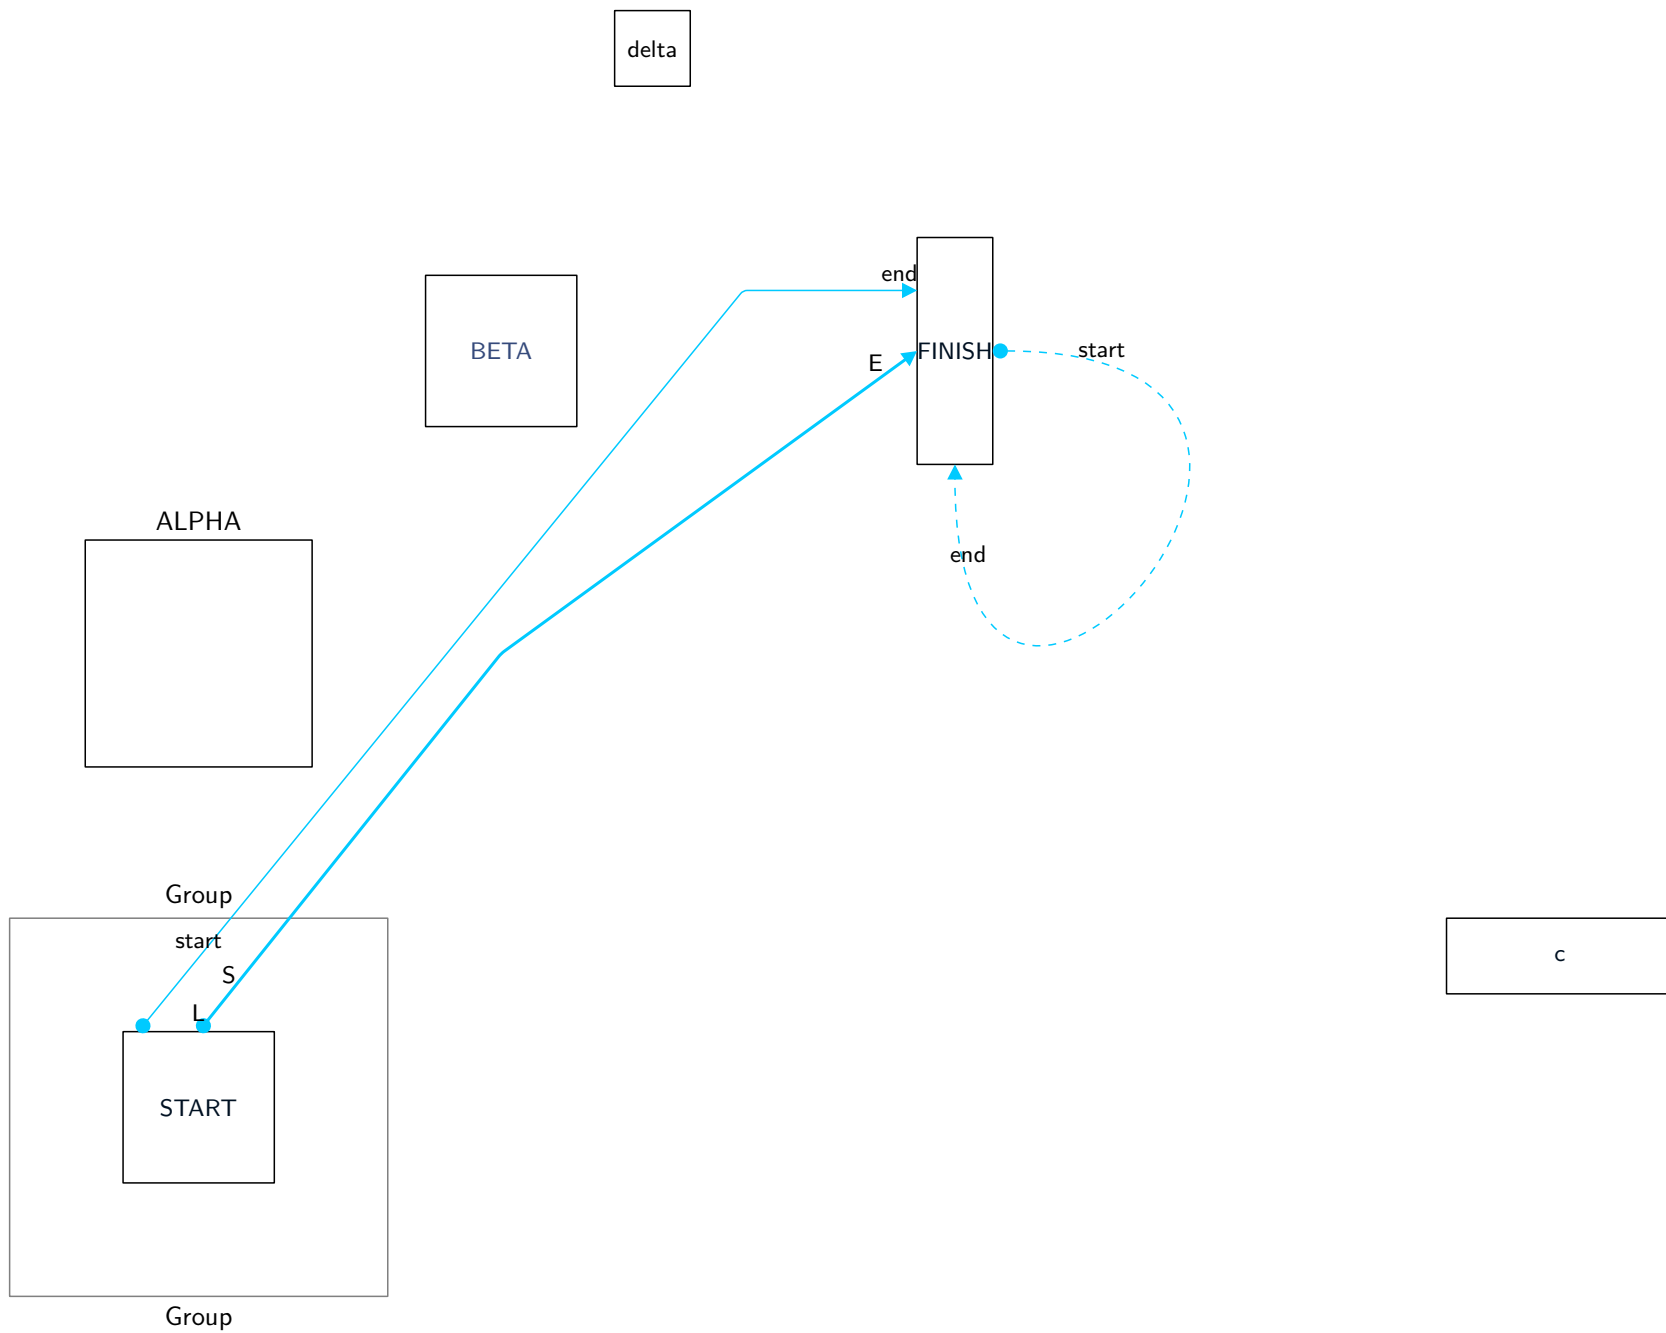 delta
end
BETA
E
FINISH
start
ALPHA
end
Group
start
S
L
c
START
Group